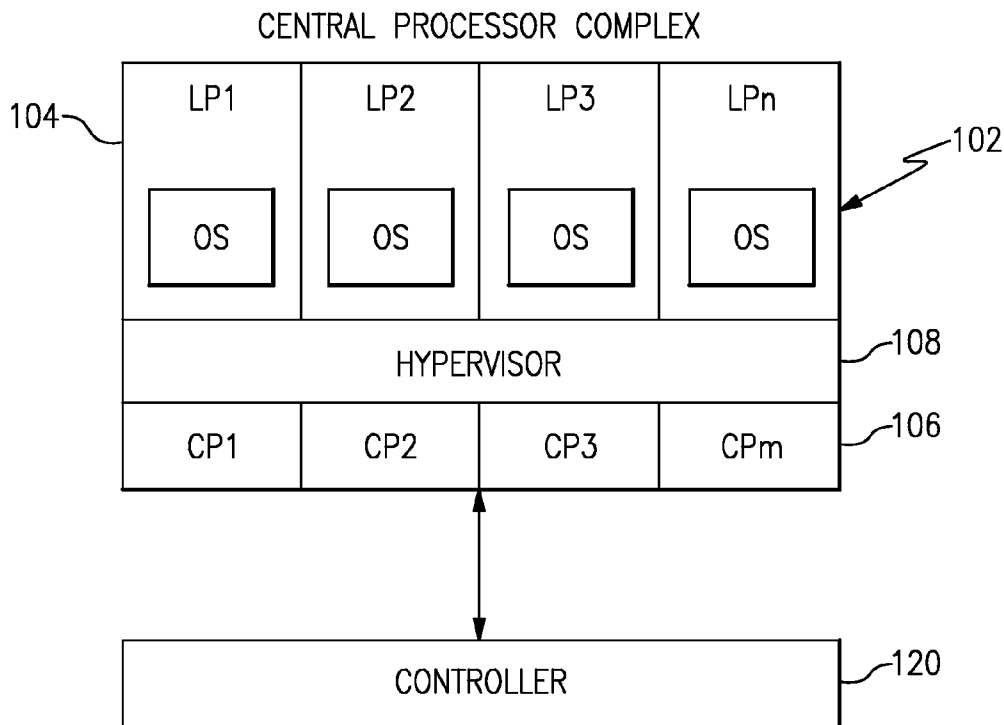 CENTRAL PROCESSOR COMPLEX
LP1 LP2 LP3 LPn
104
102
OS OS OS OS
HYPERVISOR
108
CP1 CP2 CP3 CPm
106
CONTROLLER
120